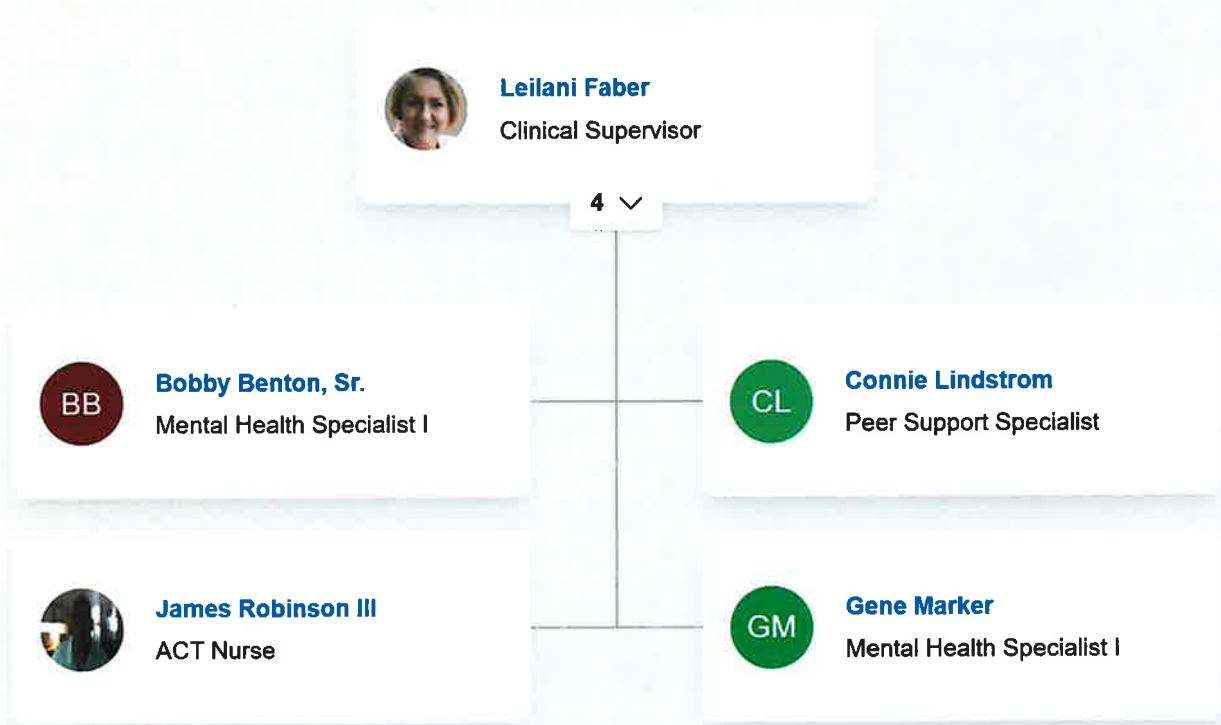 Leilani Faber
Clinical Supervisor
4
BB
Bobby Benton, Sr.
Mental Health Specialist I
CL
Connie Lindstrom
Peer Support Specialist
James Robinson III
ACT Nurse
GM
Gene Marker
Mental Health Specialist I